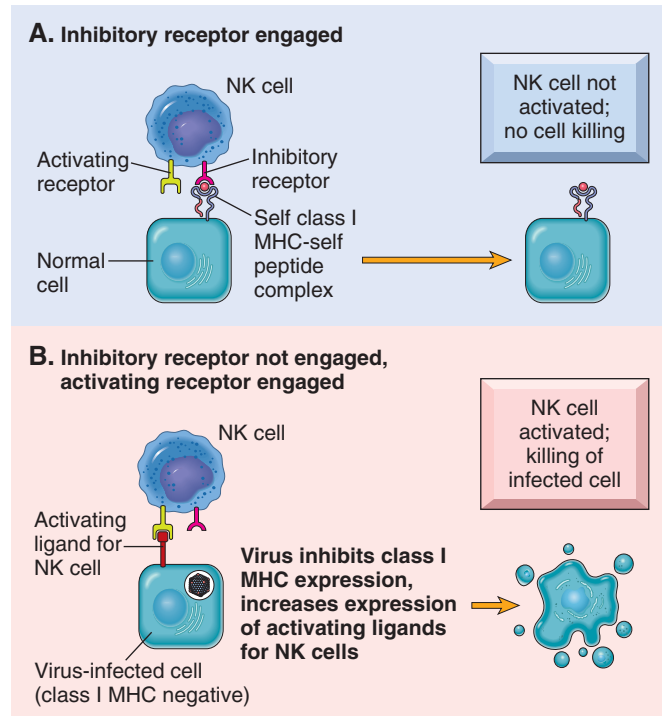 A. Inhibitory receptor engaged
NK cell
Activating
receptor
Inhibitory
receptor
Self class I
MHC-self
peptide
complex
Normal
cell
NK cell not
activated;
no cell killing
B. Inhibitory receptor not engaged,
activating receptor engaged
NK cell
Activating
ligand for
NK cell
Virus inhibits class I
MHC expression,
increases expression
of activating ligands
for NK cells
Virus-infected cell
(class I MHC negative)
NK cell
activated;
killing of
infected cell